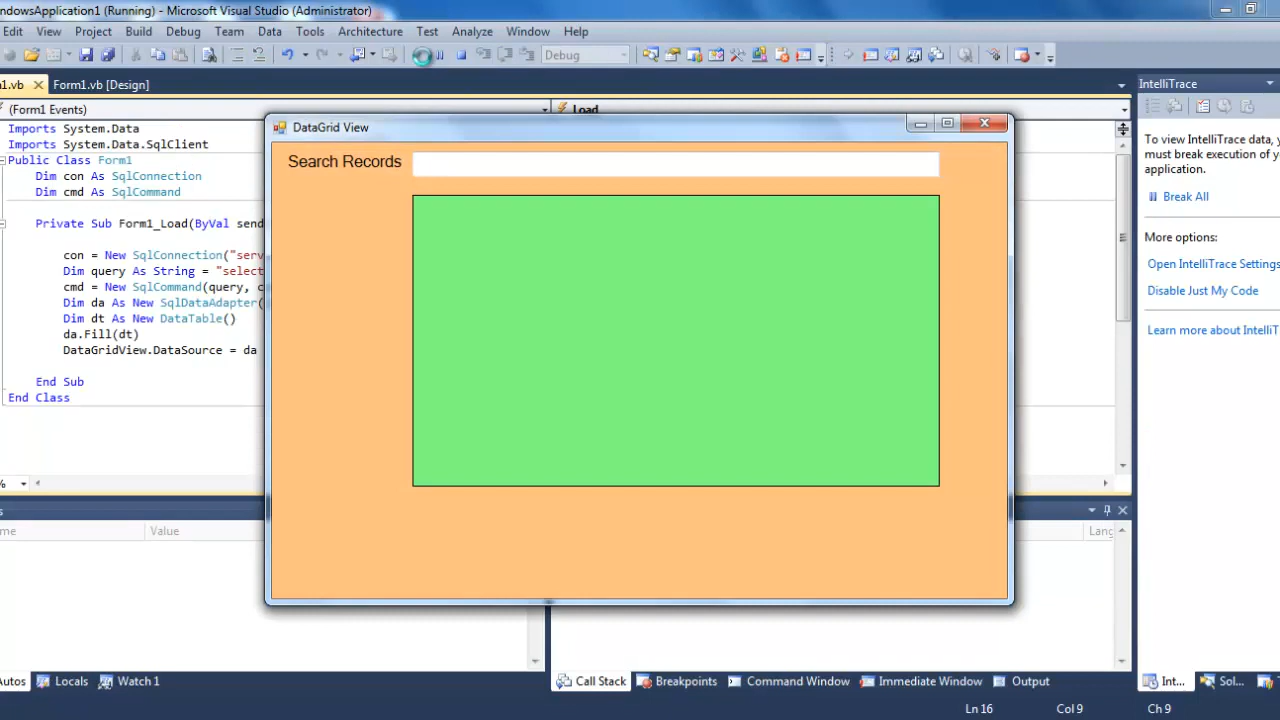 ndowsApplication1 (Running) - Microsoft Visual Studio (Administrator)
Edit View Project Build Debug Team Data Tools Architecture Test Analyze Window Help
Debug
1.vb Form1.vb [Design]
IntelliTrace
(Form1 Events) Load
Imports System.Data
Imports System.Data.SqlClient
Public Class Form1
Dim con As SqlConnection
Dim cmd As SqlCommand
Private Sub Form1_Load(ByVal send
con = New SqlConnection("serv
Dim query As String = "select
cmd = New SqlCommand(query, c
Dim da As New SqlDataAdapter(
Dim dt As New DataTable()
da.Fill(dt)
DataGridView.DataSource = da
End Sub
End Class
DataGrid View
Search Records
To view IntelliTrace data, y
must break execution of y
application.
Break All
More options:
Open IntelliTrace Settings
Disable Just My Code
Learn more about IntelliT
%
s
me Value Lang
Autos Locals Watch 1 Call Stack Breakpoints Command Window Immediate Window Output Int... Sol...
Ln 16 Col 9 Ch 9